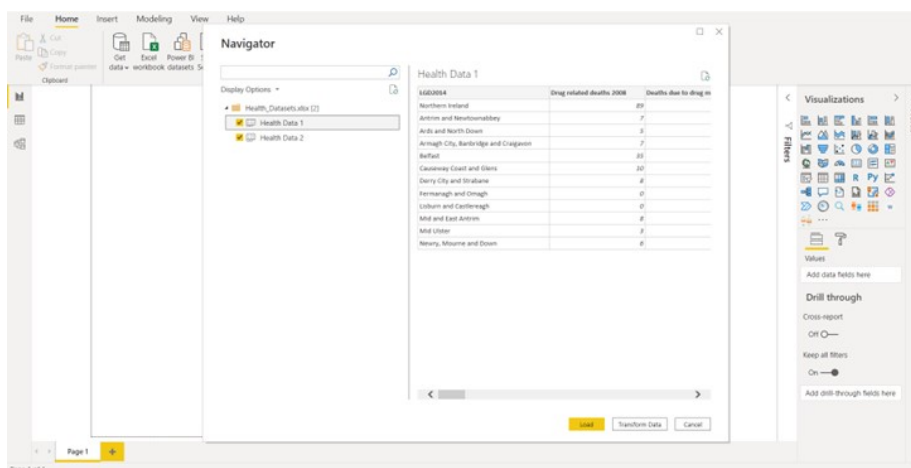 File Home Insert Modeling View Help
Paste
Cut
Copy
Format painter
Clipboard
Get data
Excel workbook
Power BI datasets
Navigator
Display Options
Health_Datasets.xlsx [2]
Health Data 1
Health Data 2
Health Data 1
LGD2014 Drug related deaths 2008 Deaths due to drug m
Northern Ireland 89
Antrim and Newtownabbey 7
Ards and North Down 5
Armagh City, Banbridge and Craigavon 7
Belfast 35
Causeway Coast and Glens 10
Derry City and Strabane 8
Fermanagh and Omagh 0
Lisburn and Castlereagh 0
Mid and East Antrim 8
Mid Ulster 3
Newry, Mourne and Down 6
Load Transform Data Cancel
Filters
Visualizations
R Py
Values
Add data fields here
Drill through
Cross-report
Off
Keep all filters
On
Add drill-through fields here
Page 1